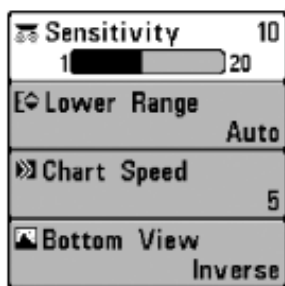 Sensitivity 10
1 20
Lower Range
Auto
Chart Speed
5
Bottom View
Inverse